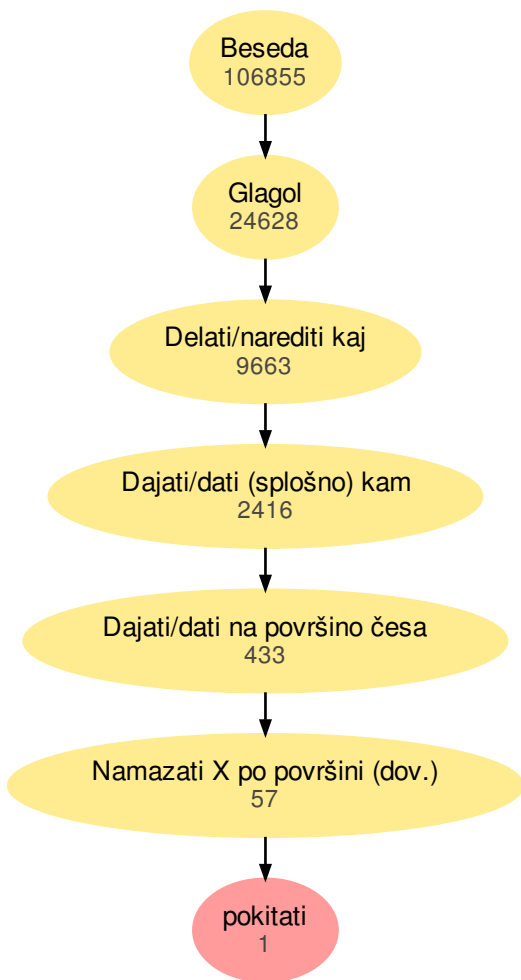 Beseda
106855
Glagol
24628
Delati/narediti kaj
9663
Dajati/dati (splošno) kam
2416
Dajati/dati na površino česa
433
Namazati X po površini (dov.)
57
pokitati
1